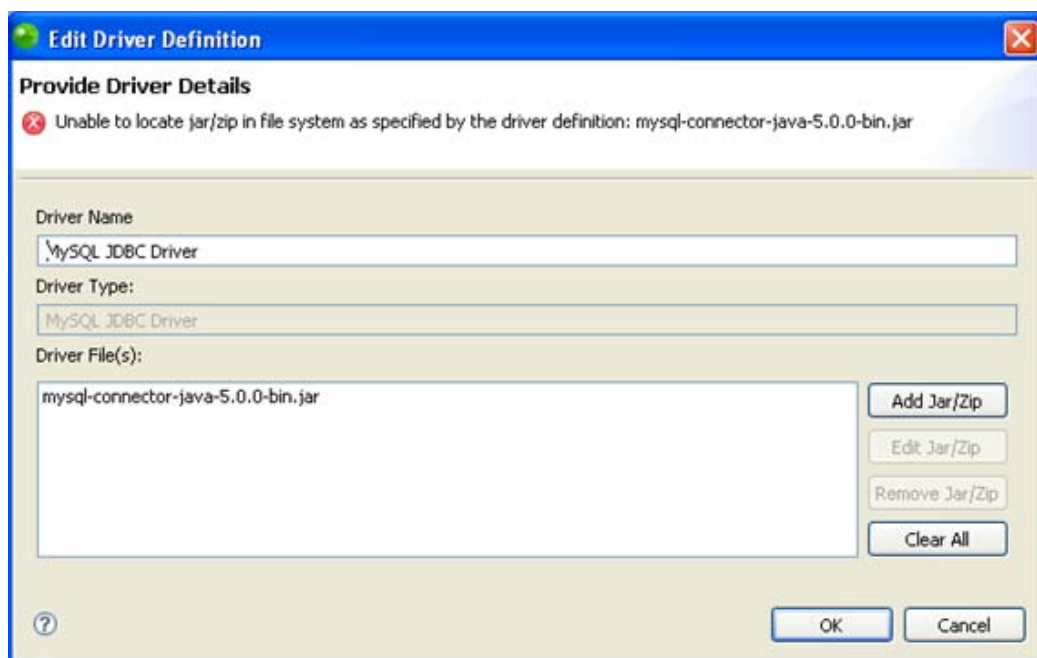 Edit Driver Definition
Provide Driver Details
Unable to locate jar/zip in file system as specified by the driver definition: mysql-connector-java-5.0.0-bin.jar
Driver Name
MySQL JDBC Driver
Driver Type:
MySQL JDBC Driver
Driver File(s):
mysql-connector-java-5.0.0-bin.jar
Add Jar/Zip
Edit Jar/Zip
Remove Jar/Zip
Clear All
?
OK
Cancel